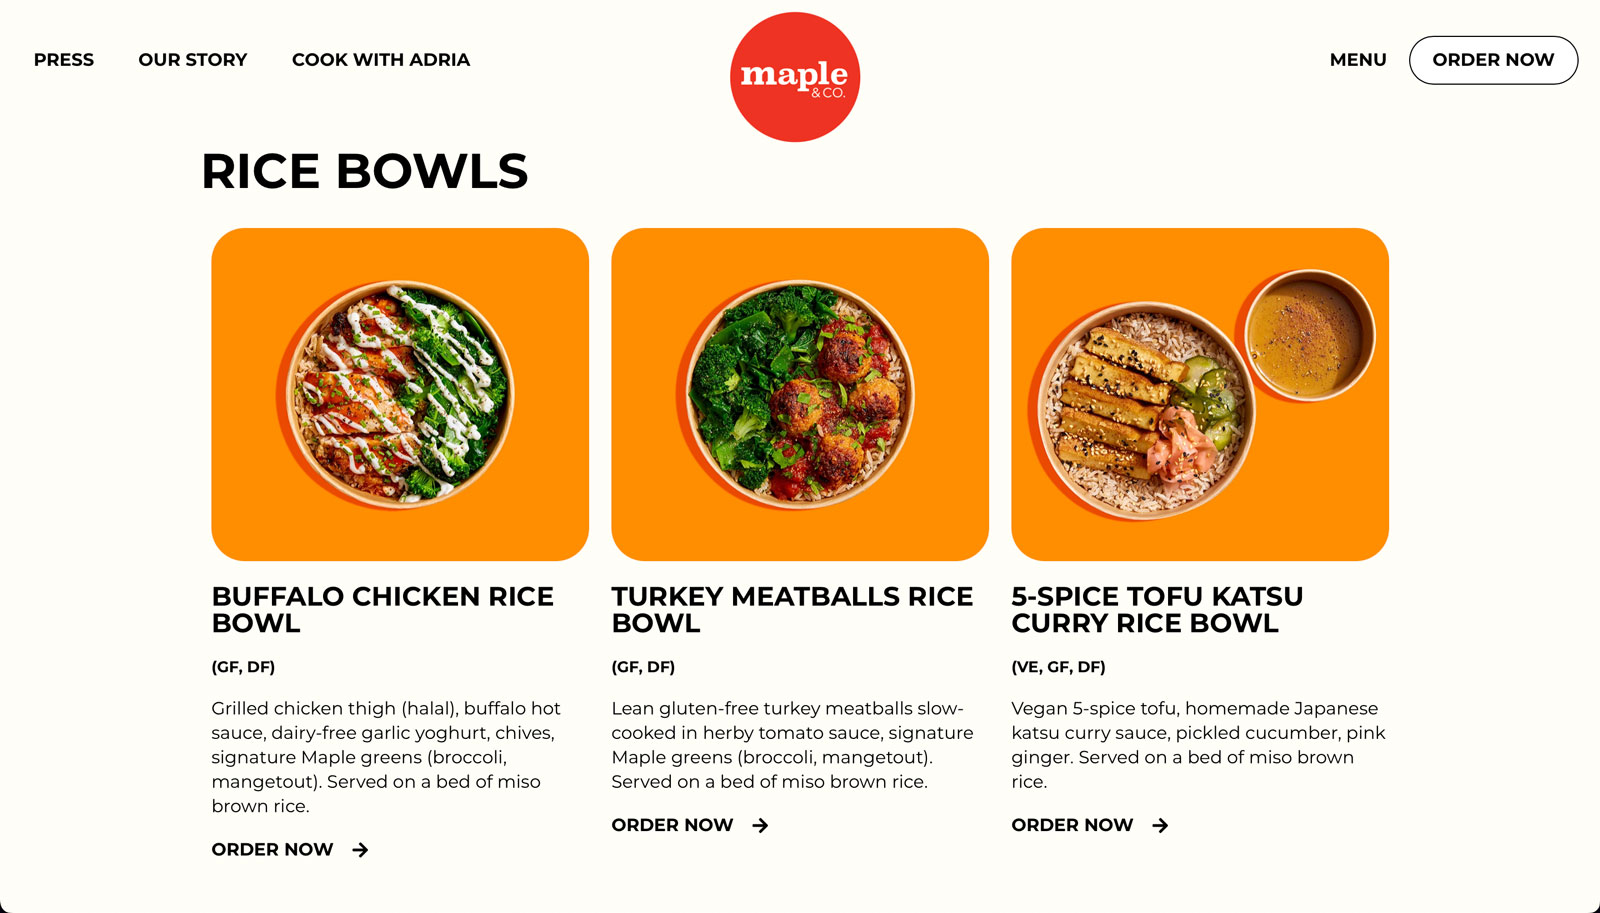 PRESS
OUR STORY
COOK WITH ADRIA
maple
& CO.
MENU
ORDER NOW
RICE BOWLS
BUFFALO CHICKEN RICE
BOWL
(GF, DF)
Grilled chicken thigh (halal), buffalo hot
sauce, dairy-free garlic yoghurt, chives,
signature Maple greens (broccoli,
mangetout). Served on a bed of miso
brown rice.
ORDER NOW →
TURKEY MEATBALLS RICE
BOWL
(GF, DF)
Lean gluten-free turkey meatballs slow-
cooked in herby tomato sauce, signature
Maple greens (broccoli, mangetout).
Served on a bed of miso brown rice.
ORDER NOW →
5-SPICE TOFU KATSU
CURRY RICE BOWL
(VE, GF, DF)
Vegan 5-spice tofu, homemade Japanese
katsu curry sauce, pickled cucumber, pink
ginger. Served on a bed of miso brown
rice.
ORDER NOW →